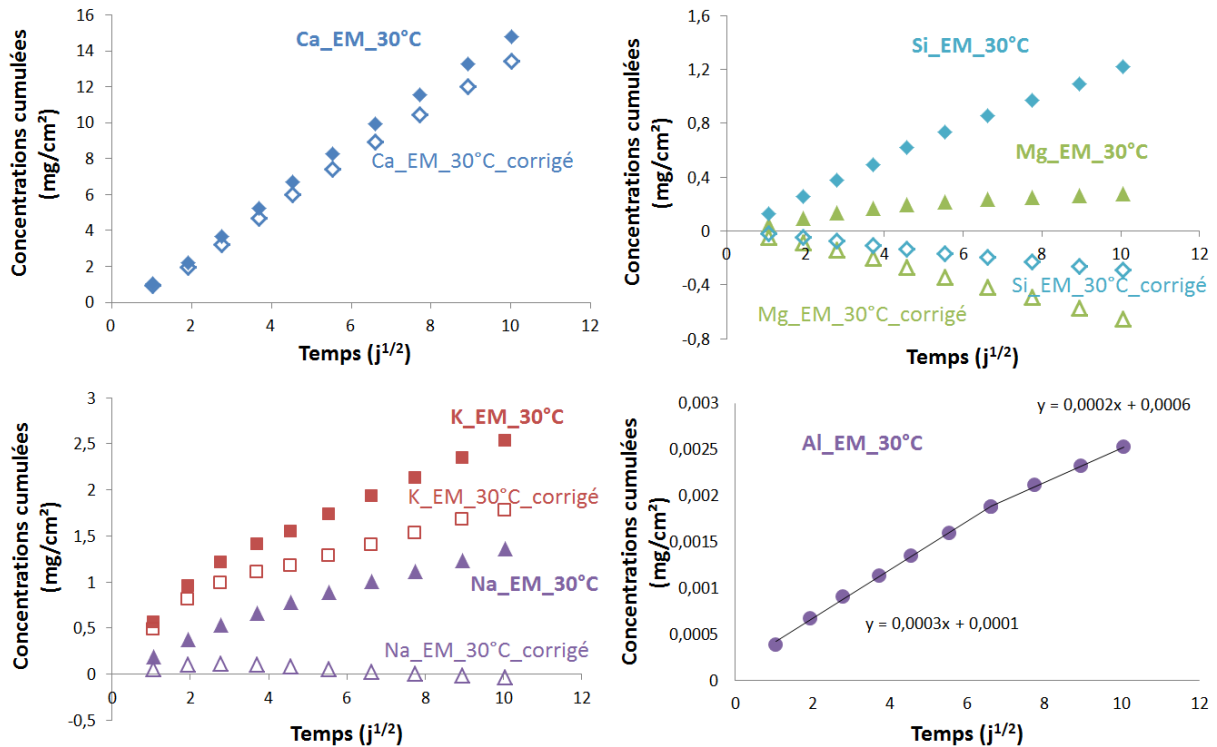 Concentrations cumulées
(mg/cm²)
16
14
12
10
8
6
4
2
0
Ca_EM_30°C
Ca_EM_30°C_corrigé
0 2 4 6 8 10 12
Temps (j1/2)
Concentrations cumulées
(mg/cm²)
1,6
1,2
0,8
0,4
0
-0,4
-0,8
Si_EM_30°C
Mg_EM_30°C
0 2 4 6 8 10 12
Si_EM_30°C_corrigé
Mg_EM_30°C_corrigé
Temps (j1/2)
Concentrations cumulées
(mg/cm²)
3
2,5
2
1,5
1
0,5
0
-0,5
K_EM_30°C
K_EM_30°C_corrigé
Na_EM_30°C
Na_EM_30°C_corrigé
0 2 4 6 8 10 12
Temps (j1/2)
Concentrations cumulées
(mg/cm²)
0,003
0,0025
0,002
0,0015
0,001
0,0005
0
y = 0,0002x + 0,0006
Al_EM_30°C
y = 0,0003x + 0,0001
0 2 4 6 8 10 12
Temps (j1/2)